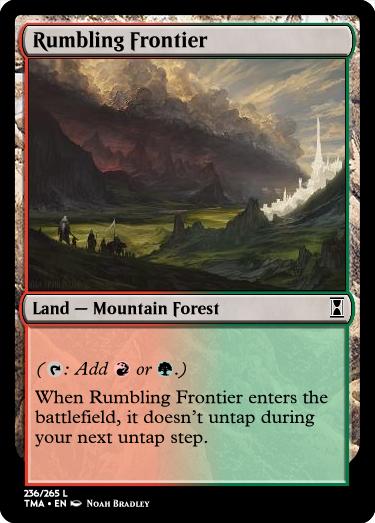 Rumbling Frontier
Land — Mountain Forest
( : Add or .)
When Rumbling Frontier enters the
battlefield, it doesn't untap during
your next untap step.
236/265 L
TMA • EN Noah Bradley